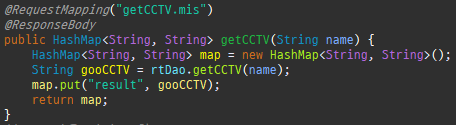 @RequestMapping("getCCTV.mis")
@ResponseBody
public HashMap<String, String> getCCTV(String name) {
HashMap<String, String> map = new HashMap<String, String>();
String gooCCTV = rtDao.getCCTV(name);
map.put("result", gooCCTV);
return map;
}